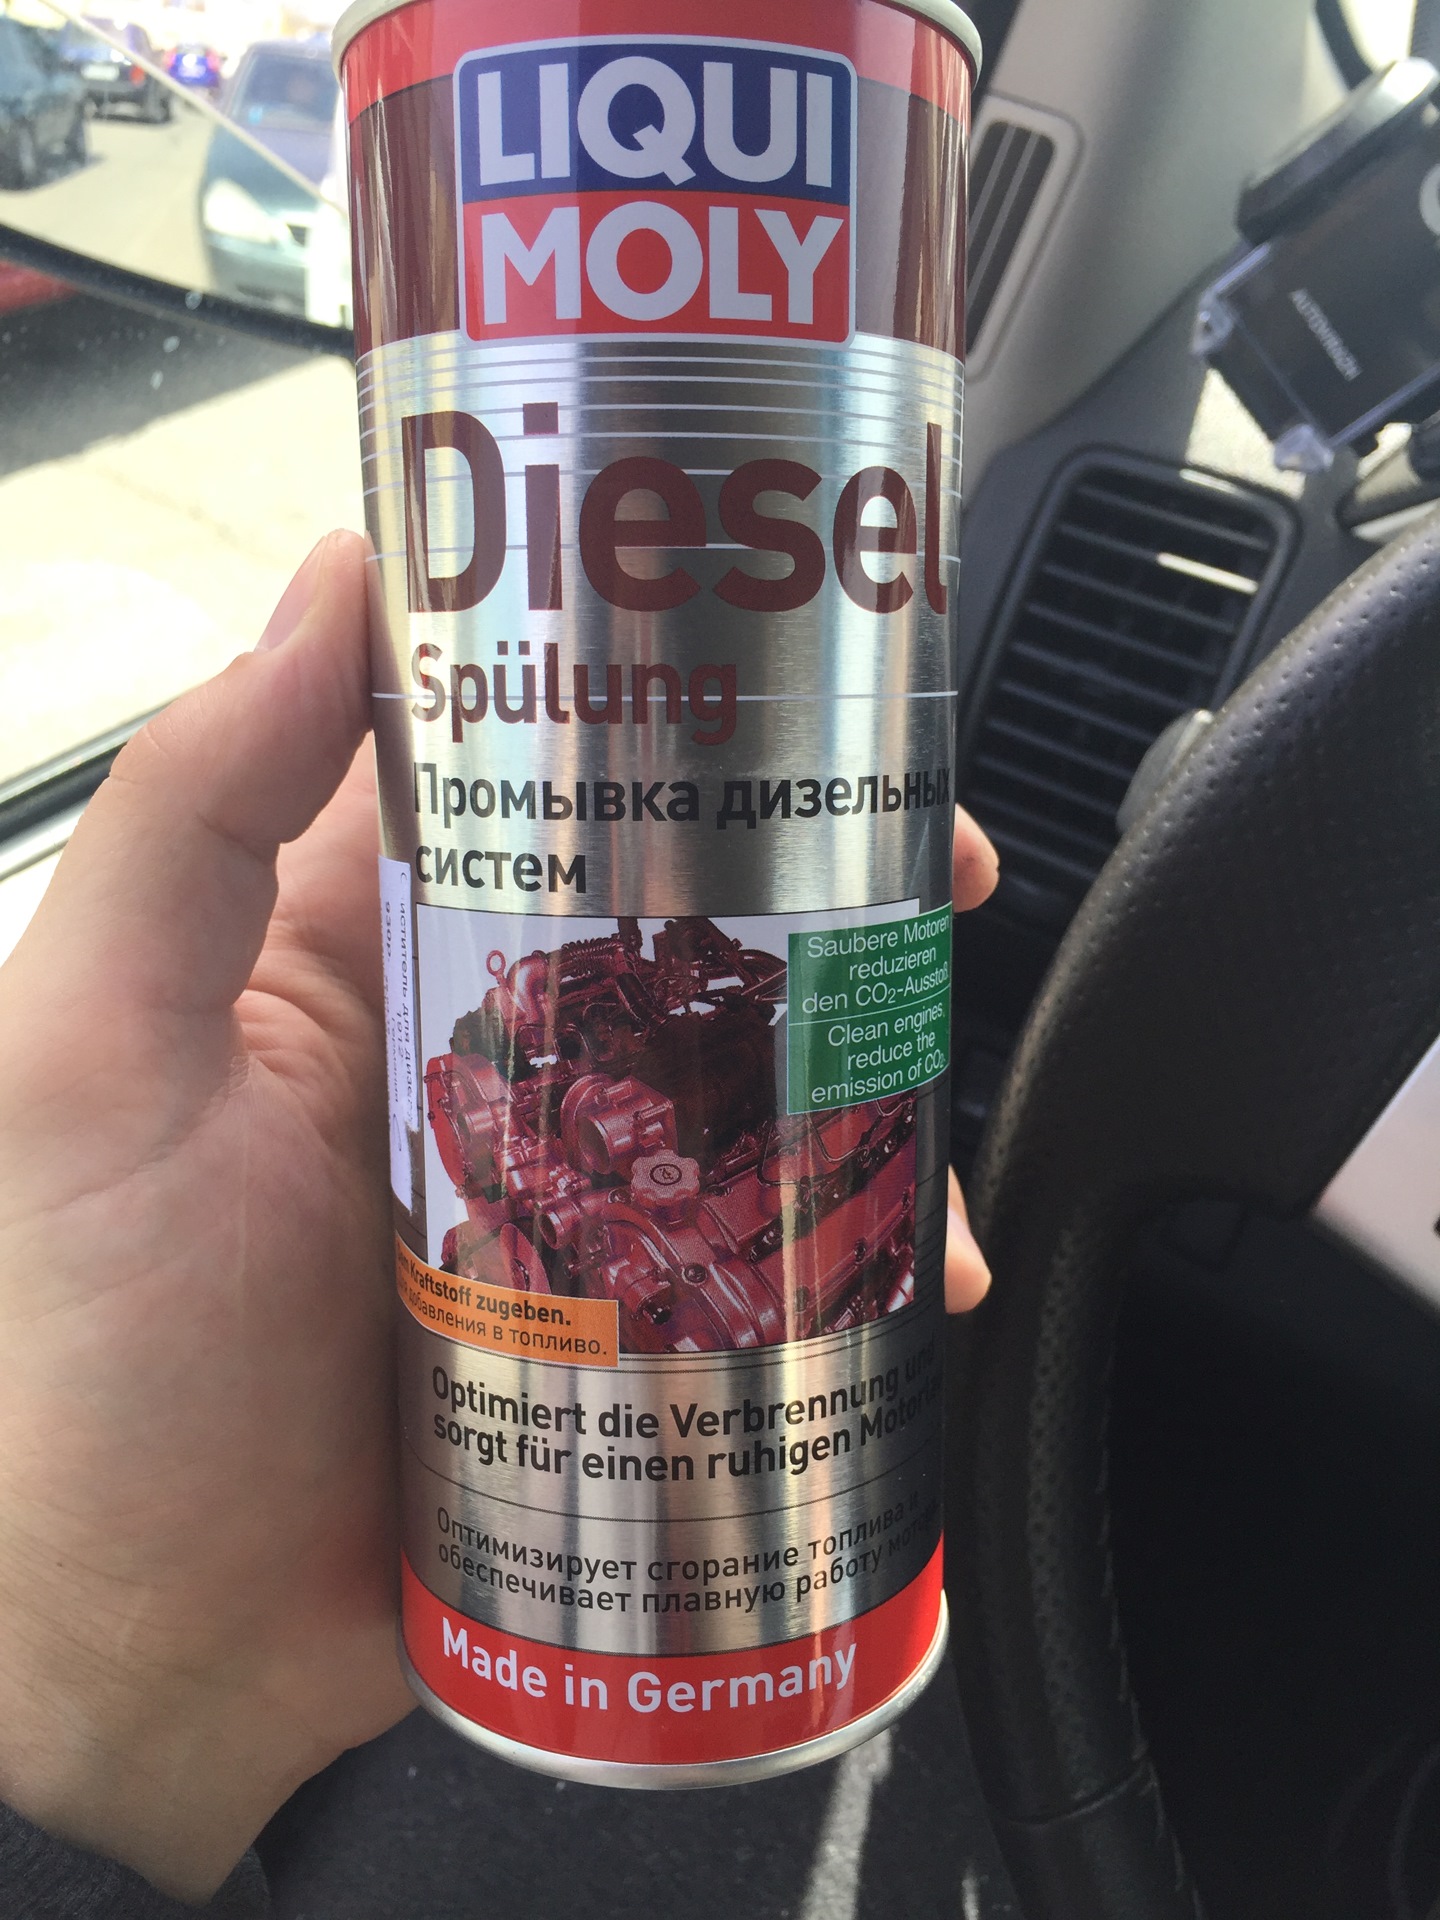 LIQUI
MOLY
Diesel
Spülung
Промывка дизельных
систем
Saubere Motoren
reduzieren
den CO₂-Ausstoß
Clean engines
reduce the
emission of CO₂
Kraftstoff zugeben.
добавления в топливо.
Optimiert die Verbrennung und
sorgt für einen ruhigen
Оптимизирует сгорание топлива и
обеспечивает плавную работу
Made in Germany
AUTOVIRAZH